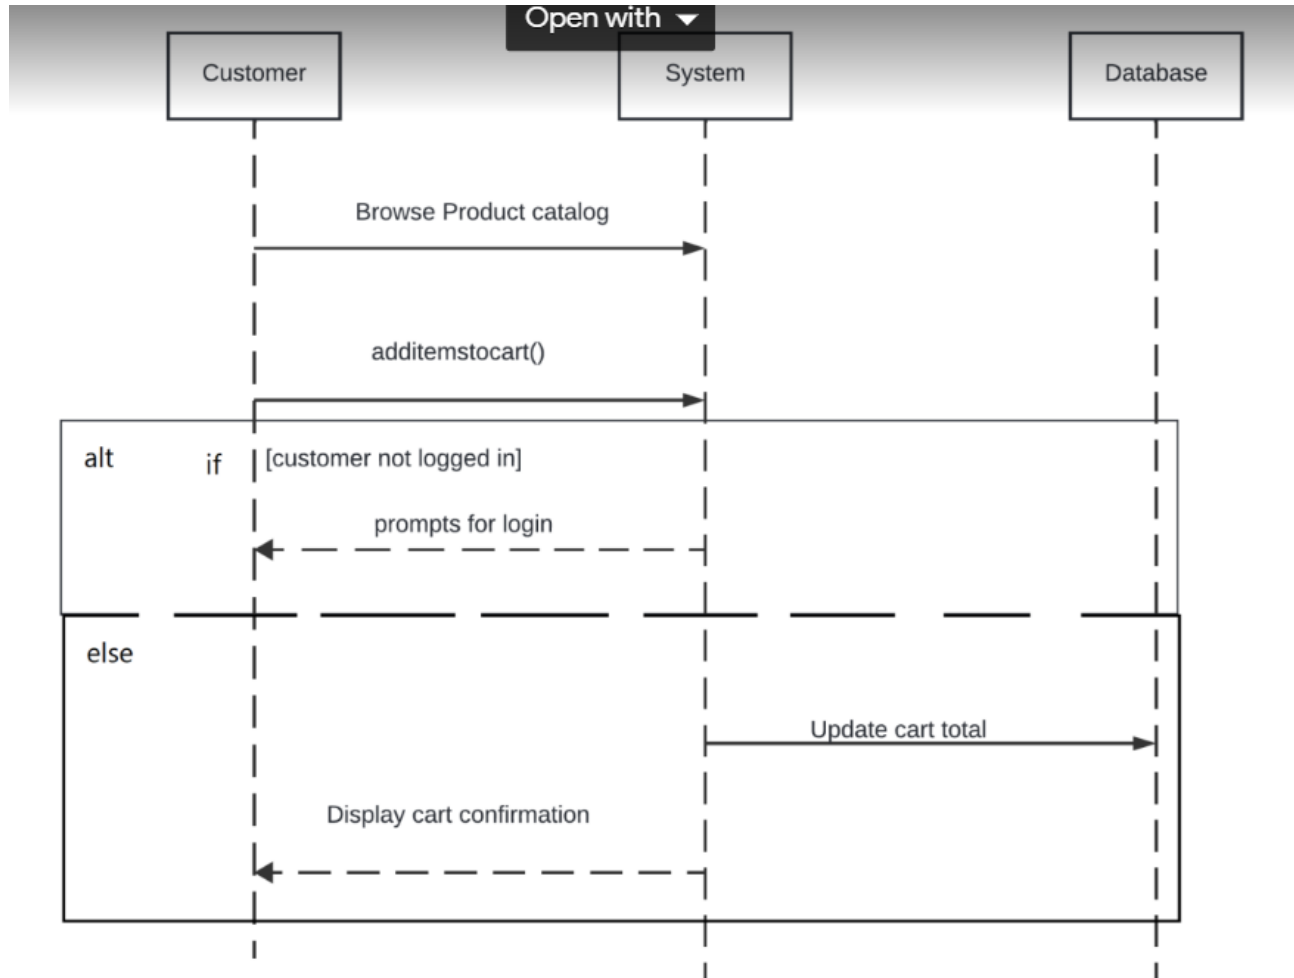 Open with
Customer
System
Database
Browse Product catalog
additemstocart()
alt
if
[customer not logged in]
prompts for login
else
Update cart total
Display cart confirmation